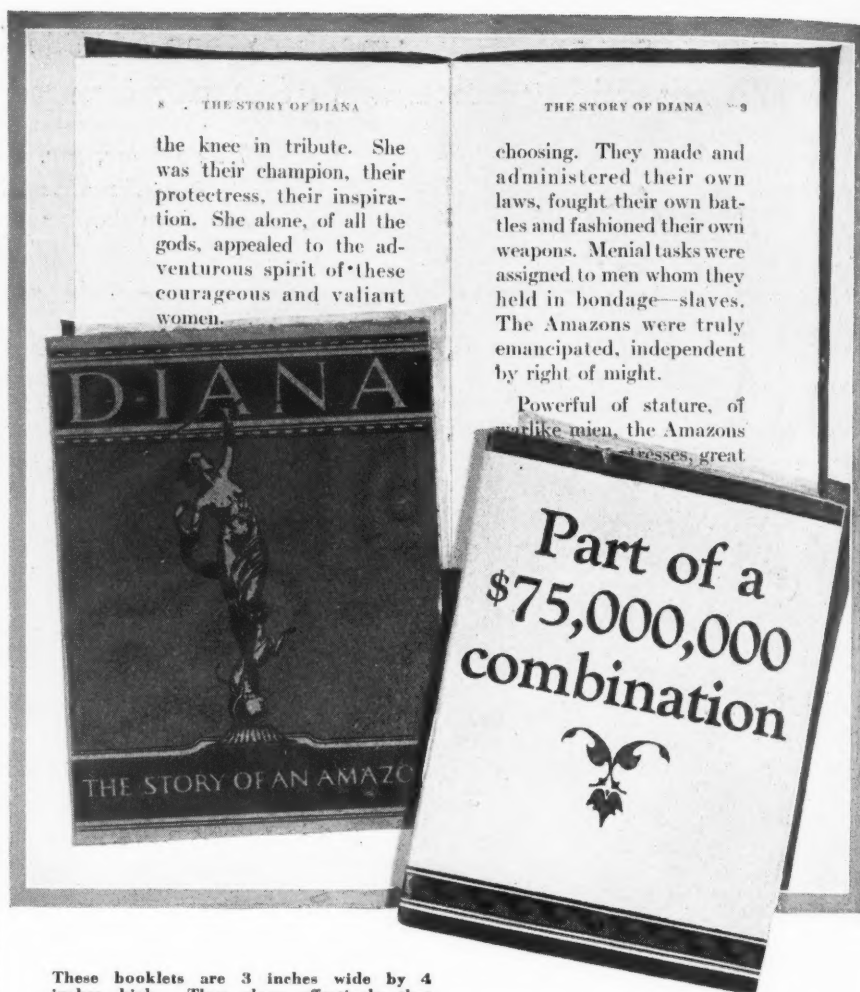 8 . THE STORY OF DIANA
the knee in tribute. She
was their champion, their
protectress, their inspira-
tion. She alone, of all the
gods, appealed to the ad-
venturous spirit of these
courageous and valiant
women.
THE STORY OF DIANA 9
choosing. They made and
administered their own
laws, fought their own bat-
tles and fashioned their own
weapons. Menial tasks were
assigned to men whom they
held in bondage—slaves.
The Amazons were truly
emancipated, independent
by right of might.
Powerful of stature, of
warlike mien, the Amazons
great
DIANA
THE STORY OF AN AMAZO
Part of a
$75,000,000
combination
These booklets are 3 inches wide by 4